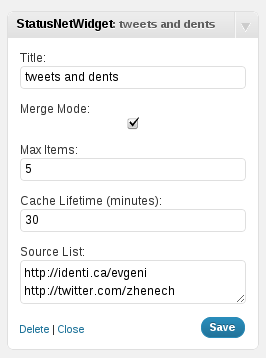 StatusNetWidget: tweets and dents
Title:
tweets and dents
Merge Mode:
Max Items:
5
Cache Lifetime (minutes):
30
Source List:
http://identi.ca/evgeni
http://twitter.com/zhenech
Delete | Close
Save